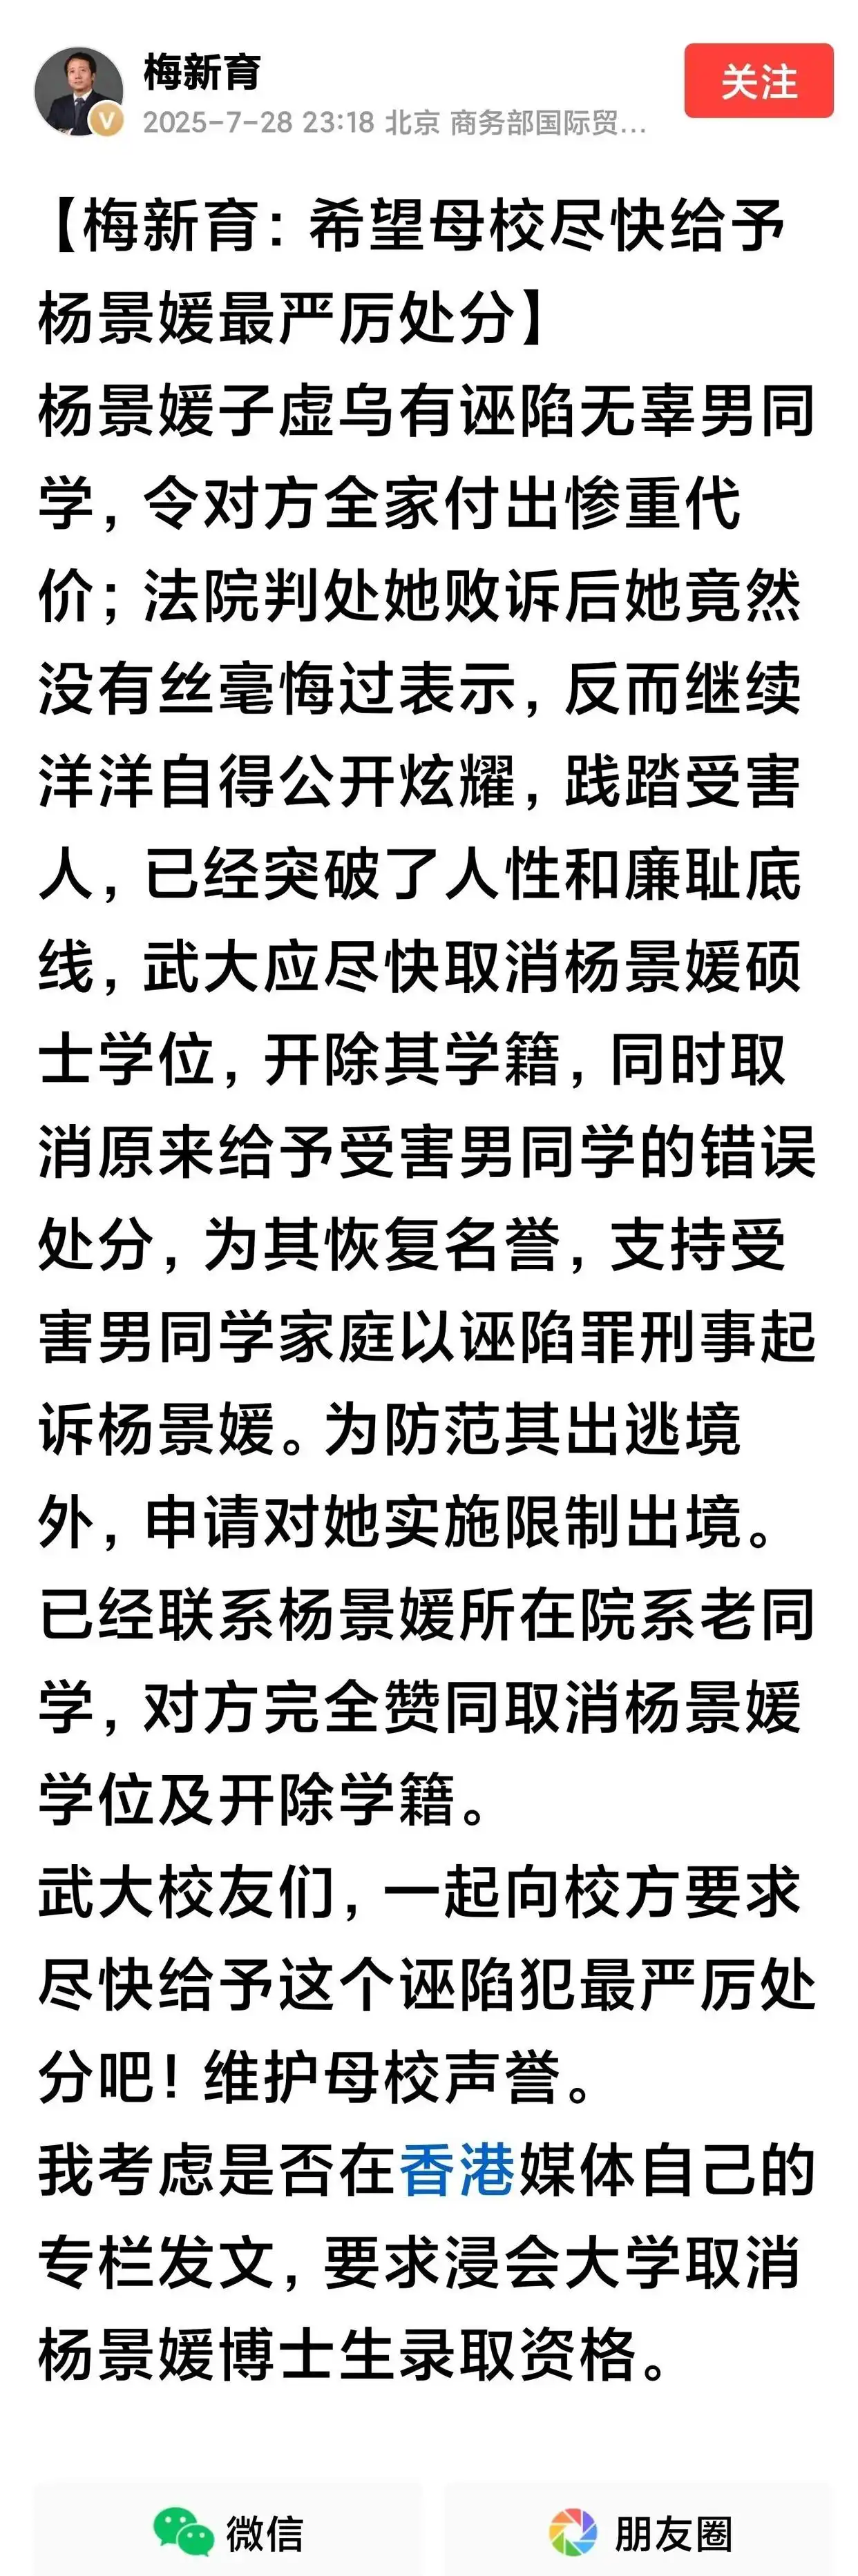 梅新育
关注
2025-7-28 23:18 北京 商务部国际贸...
【梅新育：希望母校尽快给予
杨景媛最严厉处分】
杨景媛子虚乌有诬陷无辜男同
学，令对方全家付出惨重代
价；法院判处她败诉后她竟然
没有丝毫悔过表示，反而继续
洋洋自得公开炫耀，践踏受害
人，已经突破了人性和廉耻底
线，武大应尽快取消杨景媛硕
士学位，开除其学籍，同时取
消原来给予受害男同学的错误
处分，为其恢复名誉，支持受
害男同学家庭以诬陷罪刑事起
诉杨景媛。为防范其出逃境
外，申请对她实施限制出境。
已经联系杨景媛所在院系老同
学，对方完全赞同取消杨景媛
学位及开除学籍。
武大校友们，一起向校方要求
尽快给予这个诬陷犯最严厉处
分吧！维护母校声誉。
我考虑是否在香港媒体自己的
专栏发文，要求浸会大学取消
杨景媛博士生录取资格。
微信
朋友圈